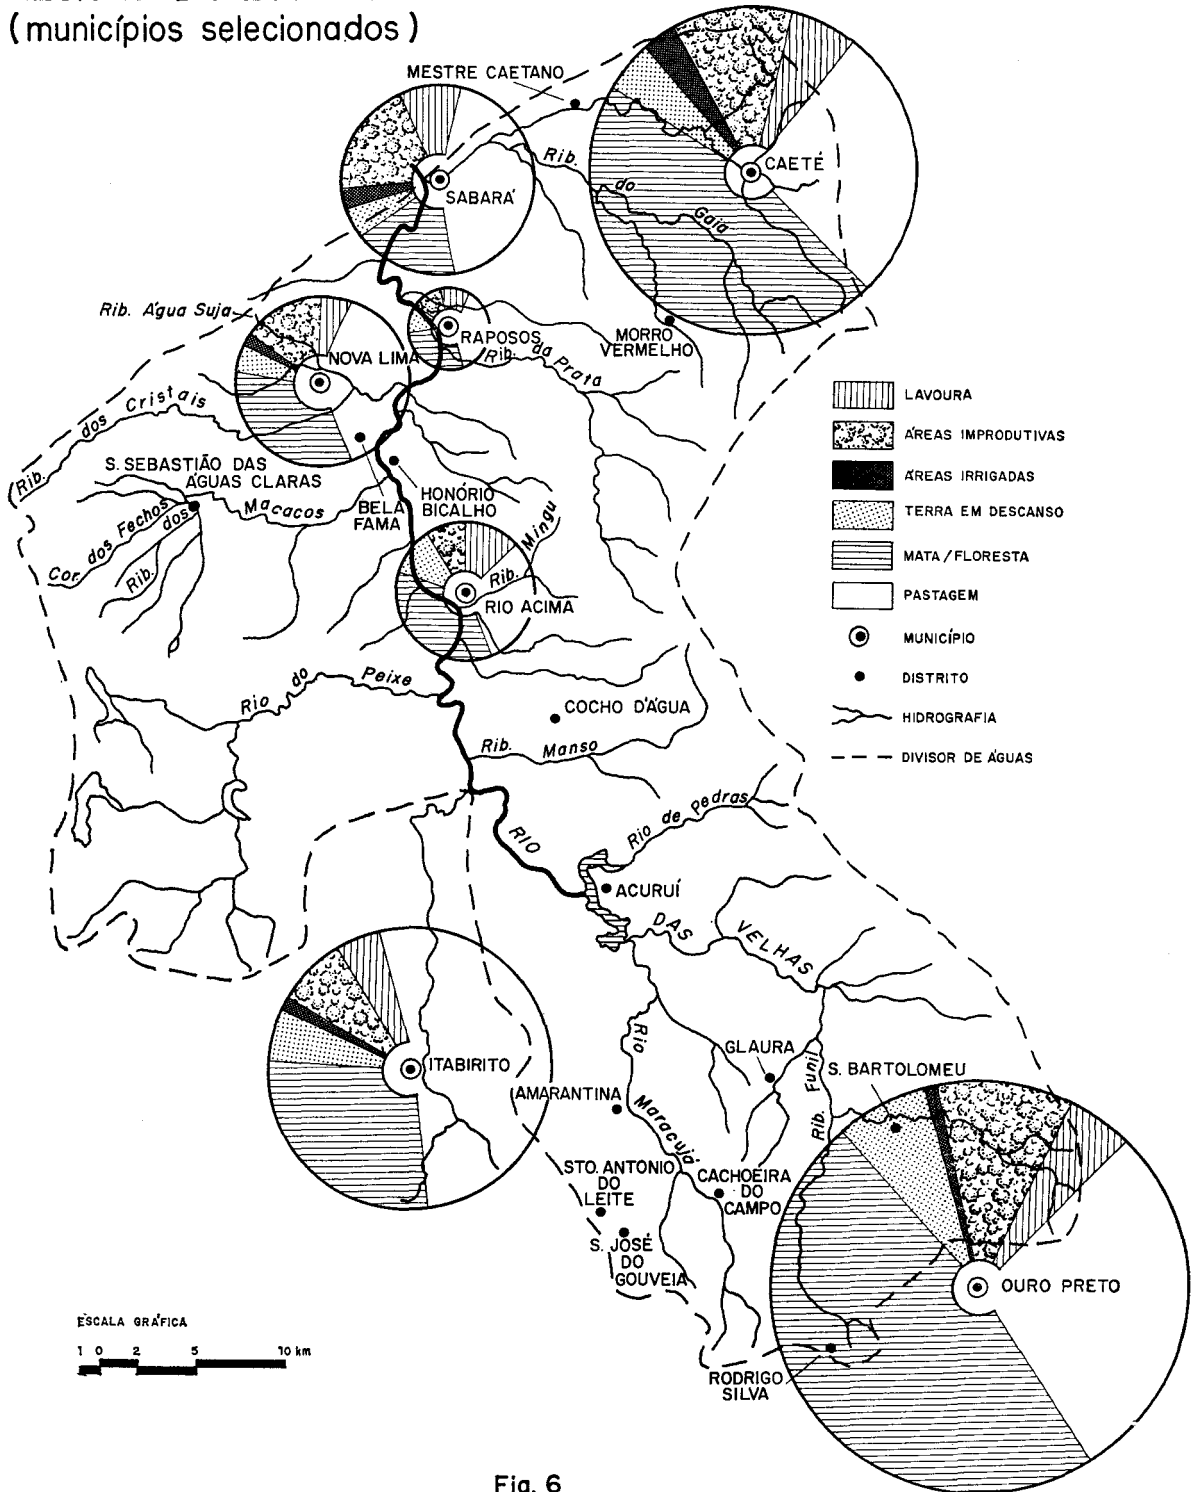 (municípios selecionados)
MESTRE CAETANO
SABARÁ
Rib. do Gaia
CAETÉ
Rib. Água Suja
NOVA LIMA
RAPOSOS
Rib. da Prata
MORRO
VERMELHO
Rib. dos Cristais
S. SEBASTIÃO DAS
ÁGUAS CLARAS
Macacos
BELA
FAMA
HONÓRIO
BICALHO
Cor. dos Fechos
Rib. dos
Rib. Mingu
RIO ACIMA
LAVOURA
ÁREAS IMPRODUTIVAS
ÁREAS IRRIGADAS
TERRA EM DESCANSO
MATA/FLORESTA
PASTAGEM
MUNICÍPIO
DISTRITO
HIDROGRAFIA
DIVISOR DE ÁGUAS
Rio do Peixe
COCHO D'ÁGUA
Rib. Manso
RIO
Rio de Pedras
ACURUÍ
DAS VELHAS
ITABIRITO
Rio Maracujá
GLAURA
Rib. Funil
S. BARTOLOMEU
AMARANTINA
STO. ANTONIO
DO
LEITE
CACHOEIRA
DO
CAMPO
S. JOSÉ
DO
GOUVEIA
OURO PRETO
RODRIGO
SILVA
ESCALA GRÁFICA
1 0 2 5 10 km
Fig. 6